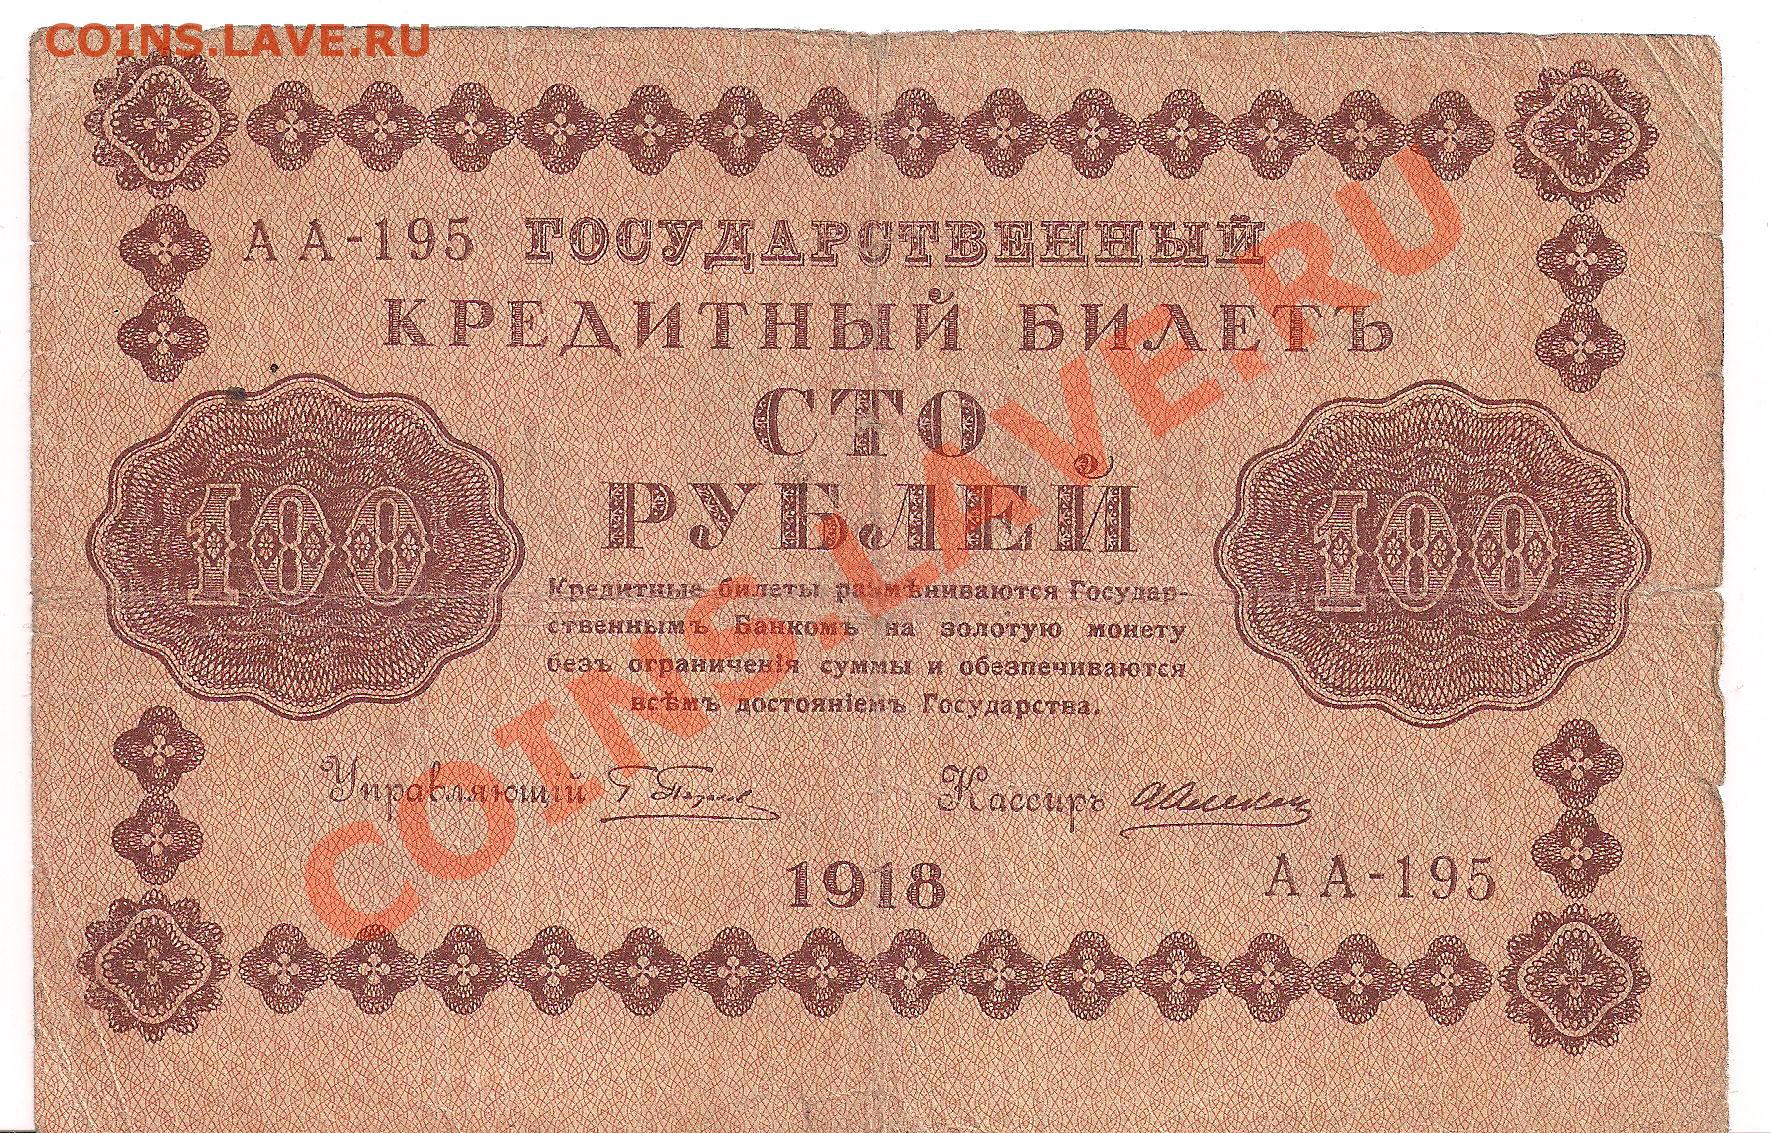 COINS.LAVE.RU
АА-195 ГОСУДАРСТВЕННЫЙ
КРЕДИТНЫЙ БИЛЕТЪ
СТО
РУБЛЕЙ
100
100
Кредитные билеты размѣниваются Государ-
ственнымъ Банкомъ на золотую монету
безъ ограниченія суммы и обезпечиваются
всѣмъ достояніемъ Государства.
Управляющій
Кассиръ
1918
АА-195
COINS.LAVE.RU